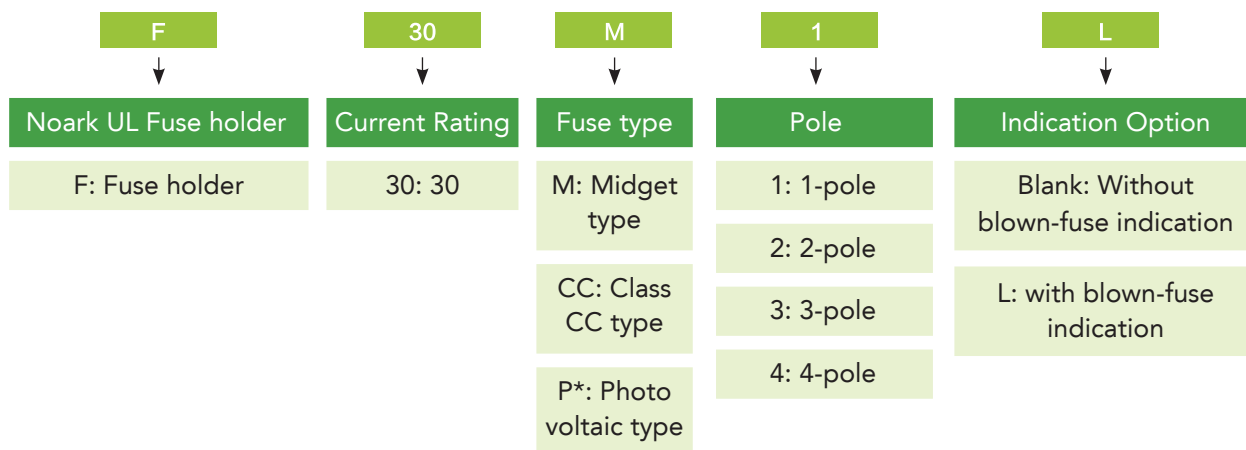 F
30
M
1
L
Noark UL Fuse holder
Current Rating
Fuse type
Pole
Indication Option
F: Fuse holder
30: 30
M: Midget
type
CC: Class
CC type
P*: Photo
voltaic type
1: 1-pole
2: 2-pole
3: 3-pole
4: 4-pole
Blank: Without
blown-fuse indication
L: with blown-fuse
indication